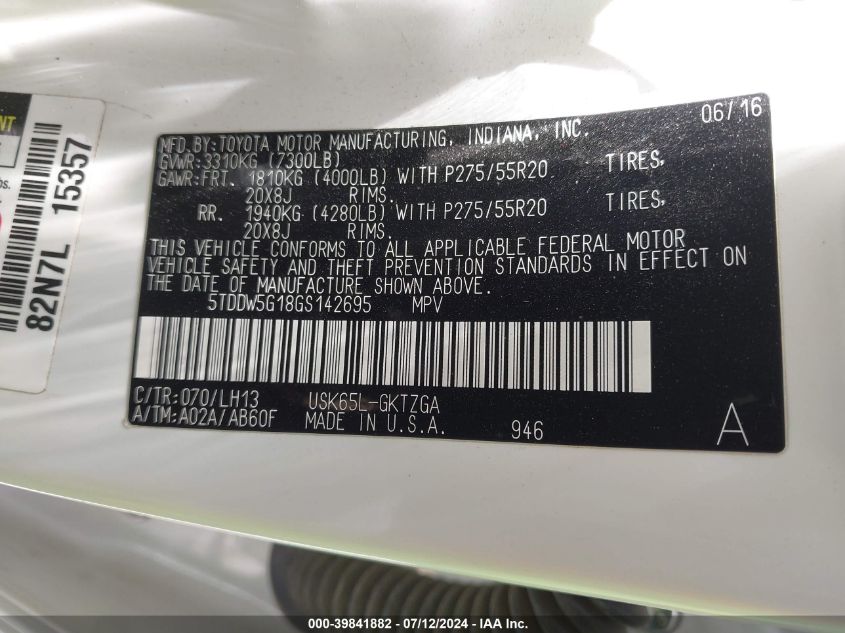 06/16
MFD.BY:TOYOTA MOTOR MANUFACTURING, INDIANA, INC.
GVWR:3310KG (7300LB)
GAWR:FRT. 1810KG (4000LB) WITH P275/55R20 TIRES,
20X8J RIMS.
RR. 1940KG (4280LB) WITH P275/55R20 TIRES,
20X8J RIMS.
THIS VEHICLE CONFORMS TO ALL APPLICABLE FEDERAL MOTOR
VEHICLE SAFETY AND THEFT PREVENTION STANDARDS IN EFFECT ON
THE DATE OF MANUFACTURE SHOWN ABOVE.
5TDDW5G18GS142695 MPV
C/TR:070/LH13 USK65L-GKTZGA
A/TM:A02A/AB60F MADE IN U.S.A. 946 A
82N7L 15357
000-39841882 / 07/12/2024 / IAAI.COM